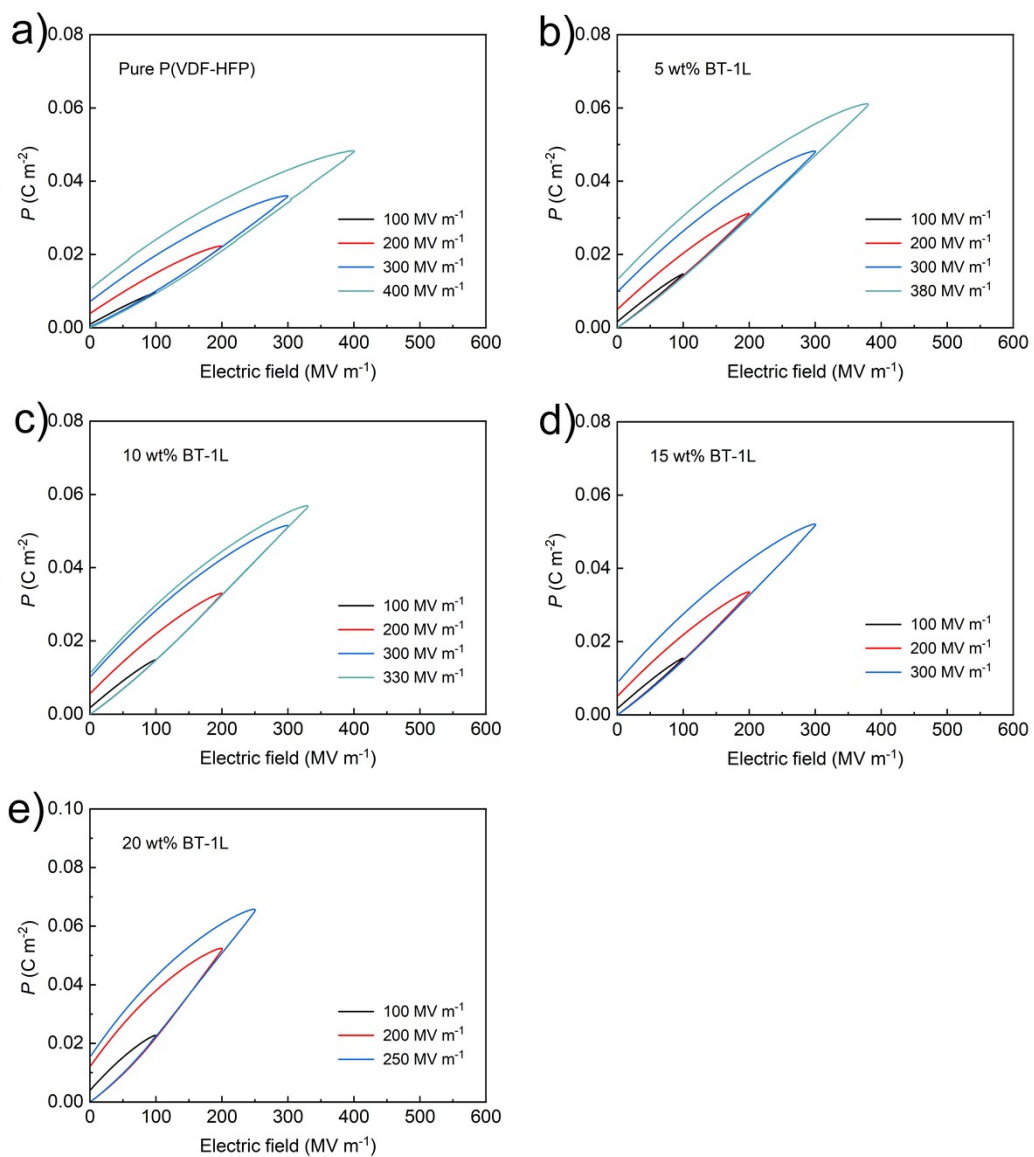 a)
0.08
Pure P(VDF-HFP)
0.06
P (C m⁻²)
0.04
100 MV m⁻¹
200 MV m⁻¹
0.02
300 MV m⁻¹
400 MV m⁻¹
0.00
0 100 200 300 400 500 600
Electric field (MV m⁻¹)
b)
0.08
5 wt% BT-1L
0.06
P (C m⁻²)
0.04
100 MV m⁻¹
200 MV m⁻¹
0.02
300 MV m⁻¹
380 MV m⁻¹
0.00
0 100 200 300 400 500 600
Electric field (MV m⁻¹)
c)
0.08
10 wt% BT-1L
0.06
P (C m⁻²)
0.04
100 MV m⁻¹
200 MV m⁻¹
0.02
300 MV m⁻¹
330 MV m⁻¹
0.00
0 100 200 300 400 500 600
Electric field (MV m⁻¹)
d)
0.08
15 wt% BT-1L
0.06
P (C m⁻²)
0.04
100 MV m⁻¹
0.02
200 MV m⁻¹
300 MV m⁻¹
0.00
0 100 200 300 400 500 600
Electric field (MV m⁻¹)
e)
0.10
20 wt% BT-1L
0.08
0.06
P (C m⁻²)
0.04
100 MV m⁻¹
0.02
200 MV m⁻¹
250 MV m⁻¹
0.00
0 100 200 300 400 500 600
Electric field (MV m⁻¹)